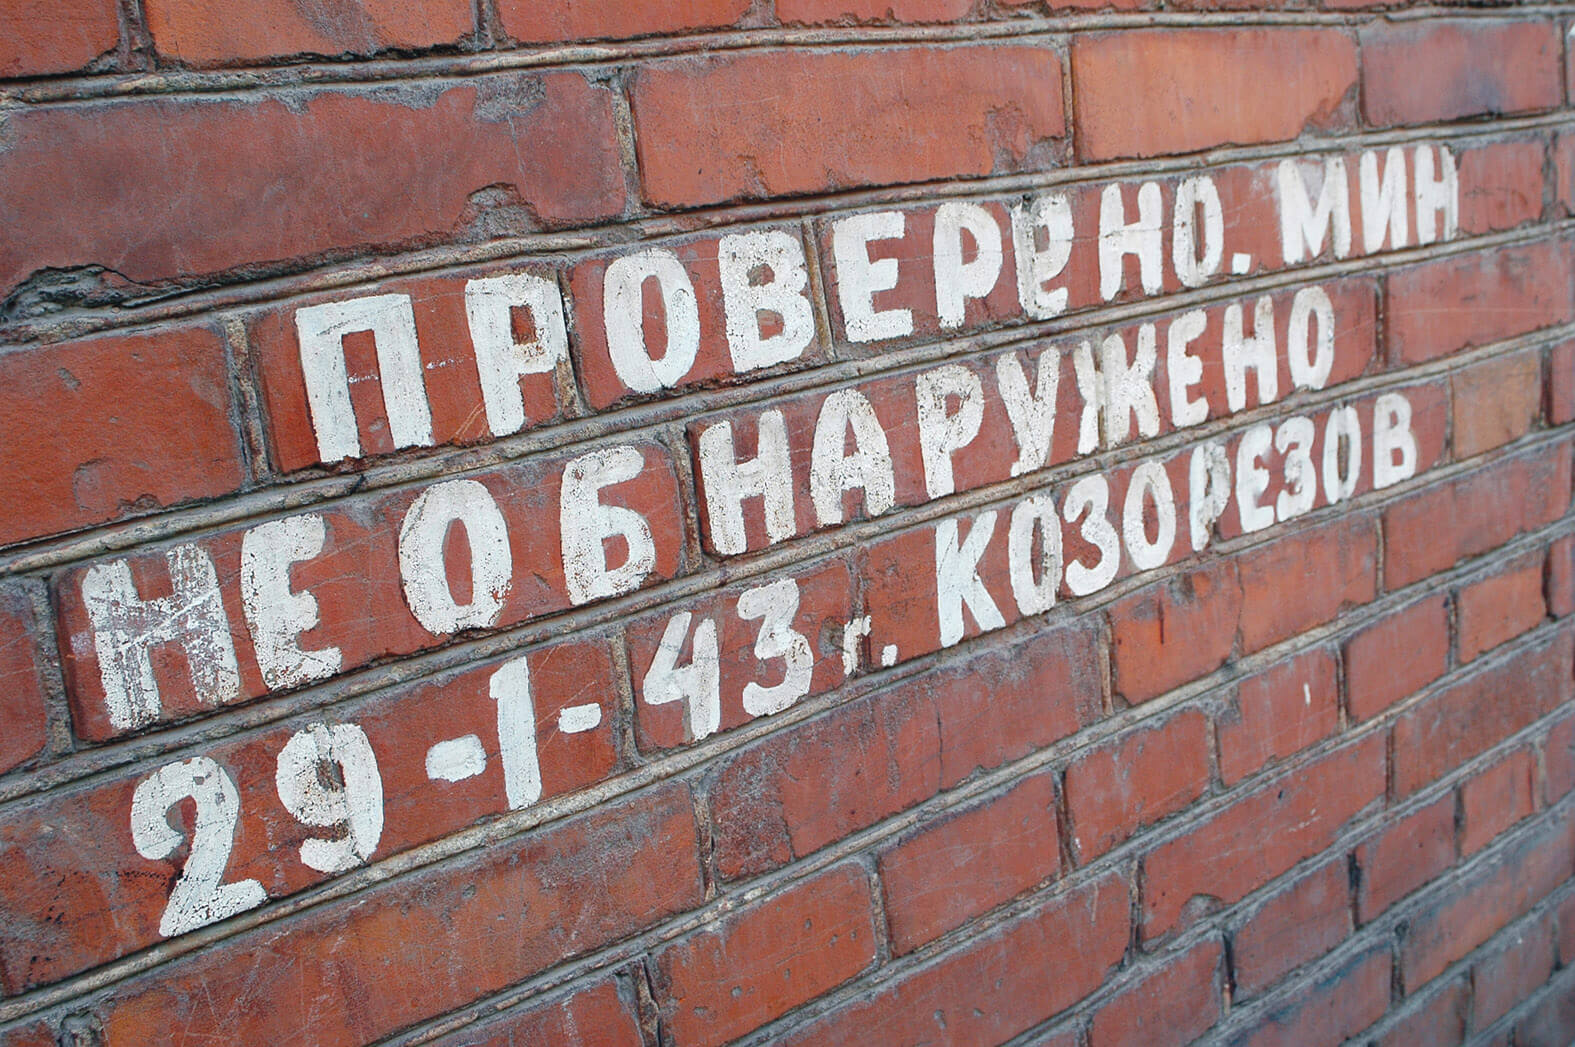 ПРОВЕРЕНО. МИН
НЕ ОБНАРУЖЕНО
29-1-43 г. КОЗОРЕЗОВ